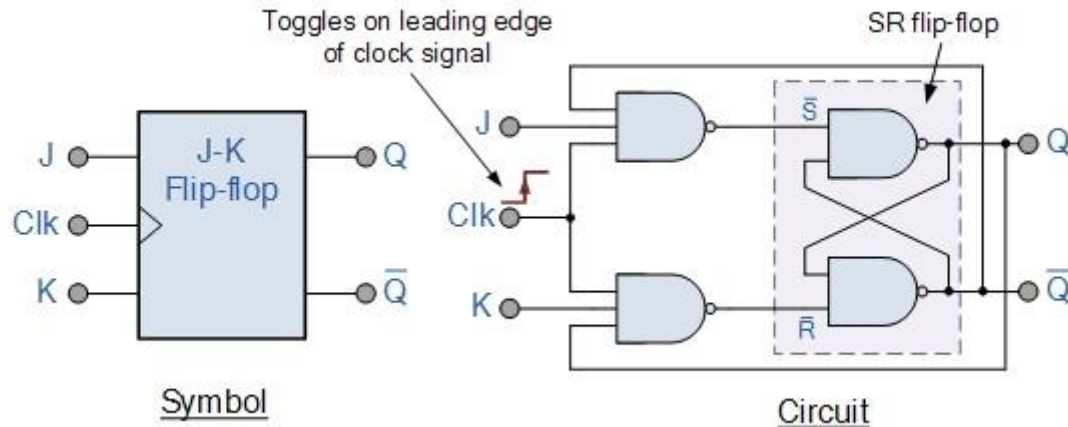 Toggles on leading edge
of clock signal
SR flip-flop
J
J-K
Flip-flop
Q
Clk
K
Q̅
Symbol
J
S̅
Q
Clk
K
R̅
Q̅
Circuit